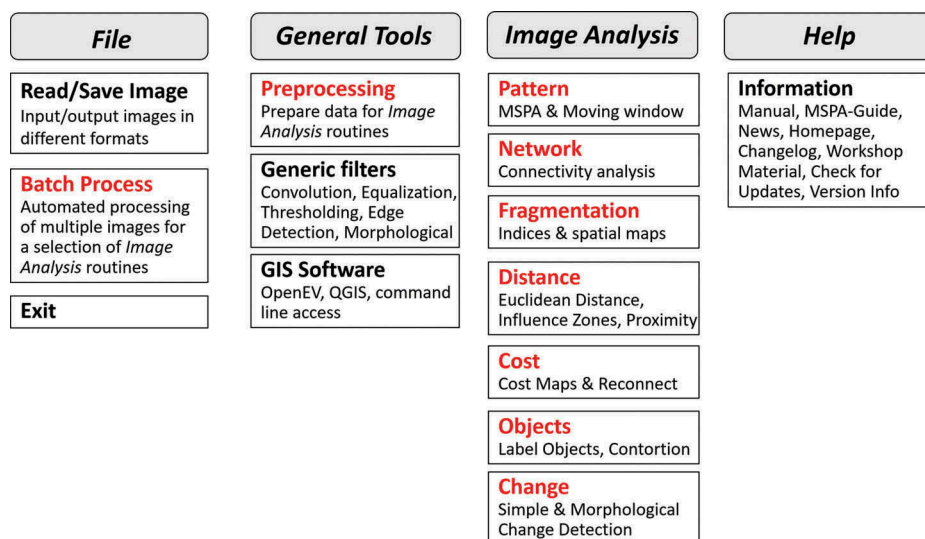 File
Read/Save Image
Input/output images in
different formats
Batch Process
Automated processing
of multiple images for
a selection of Image
Analysis routines
Exit
General Tools
Preprocessing
Prepare data for Image
Analysis routines
Generic filters
Convolution, Equalization,
Thresholding, Edge
Detection, Morphological
GIS Software
OpenEV, QGIS, command
line access
Image Analysis
Pattern
MSPA & Moving window
Network
Connectivity analysis
Fragmentation
Indices & spatial maps
Distance
Euclidean Distance,
Influence Zones, Proximity
Cost
Cost Maps & Reconnect
Objects
Label Objects, Contortion
Change
Simple & Morphological
Change Detection
Help
Information
Manual, MSPA-Guide,
News, Homepage,
Changelog, Workshop
Material, Check for
Updates, Version Info